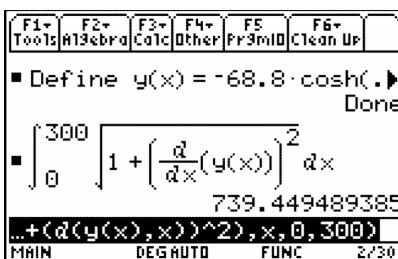 F1▾ Tools F2▾ Algebra F3▾ Calc F4▾ Other F5 PrgmIO F6▾ Clean Up
▪ Define y(x) = -68.8·cosh(.▶
Done
▪ ∫₀³⁰⁰ √(1 + (d/dx(y(x)))²) dx
739.449489385
…+(d(y(x),x))^2),x,0,300)
MAIN DEG AUTO FUNC 2/30